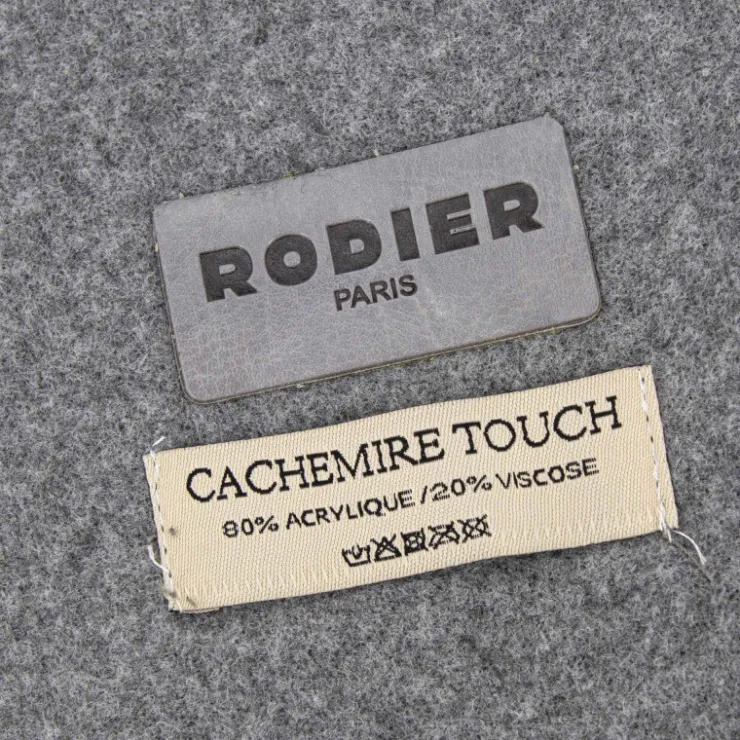 RODIER
PARIS
CACHEMIRE TOUCH
80% ACRYLIQUE/20% VISCOSE